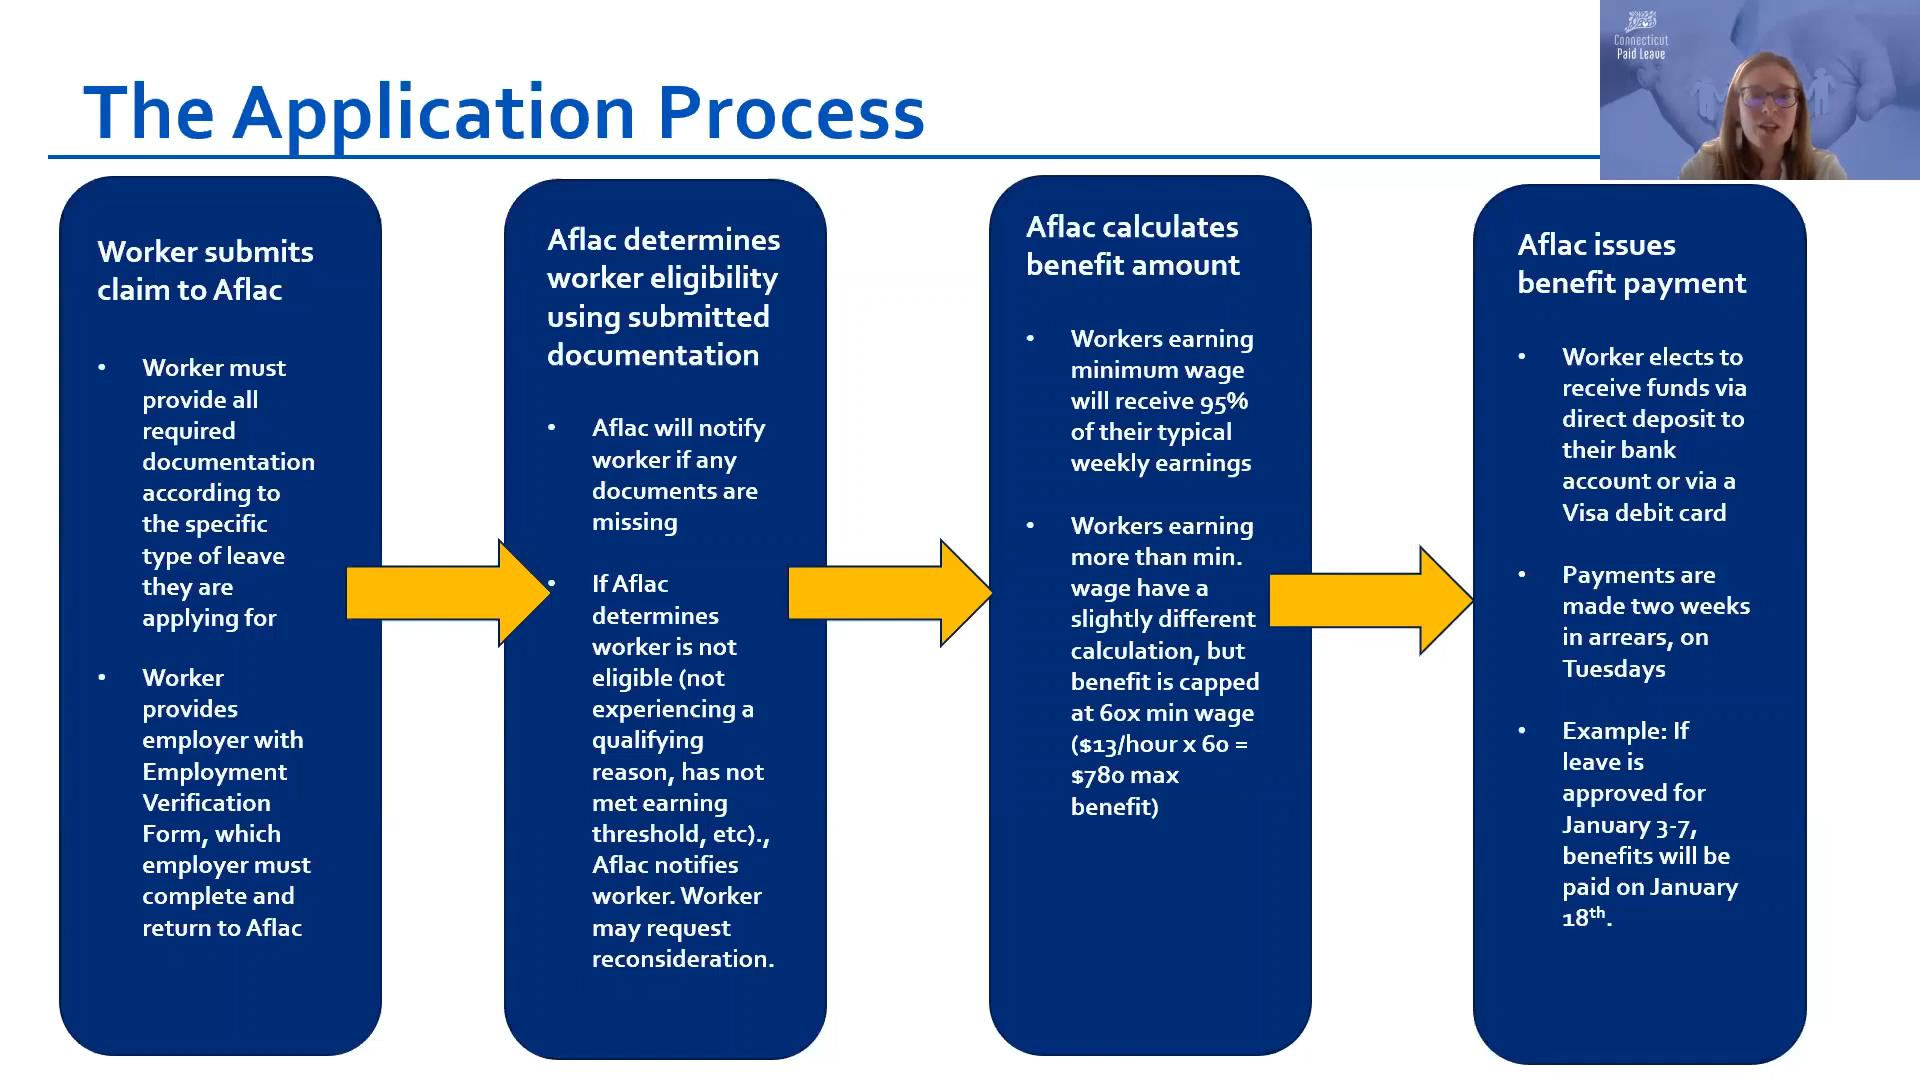 The Application Process
Connecticut
Paid Leave
Worker submits
claim to Aflac
• Worker must
provide all
required
documentation
according to
the specific
type of leave
they are
applying for
• Worker
provides
employer with
Employment
Verification
Form, which
employer must
complete and
return to Aflac
Aflac determines
worker eligibility
using submitted
documentation
• Aflac will notify
worker if any
documents are
missing
• If Aflac
determines
worker is not
eligible (not
experiencing a
qualifying
reason, has not
met earning
threshold, etc).,
Aflac notifies
worker. Worker
may request
reconsideration.
Aflac calculates
benefit amount
• Workers earning
minimum wage
will receive 95%
of their typical
weekly earnings
• Workers earning
more than min.
wage have a
slightly different
calculation, but
benefit is capped
at 60x min wage
($13/hour x 60 =
$780 max
benefit)
Aflac issues
benefit payment
• Worker elects to
receive funds via
direct deposit to
their bank
account or via a
Visa debit card
• Payments are
made two weeks
in arrears, on
Tuesdays
• Example: If
leave is
approved for
January 3-7,
benefits will be
paid on January
18th.